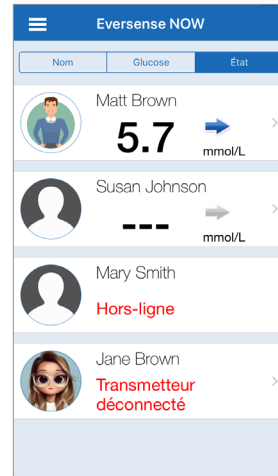 Eversense NOW
Nom Glucose État
Matt Brown
5.7
mmol/L
Susan Johnson
---
mmol/L
Mary Smith
Hors-ligne
Jane Brown
Transmetteur
déconnecté